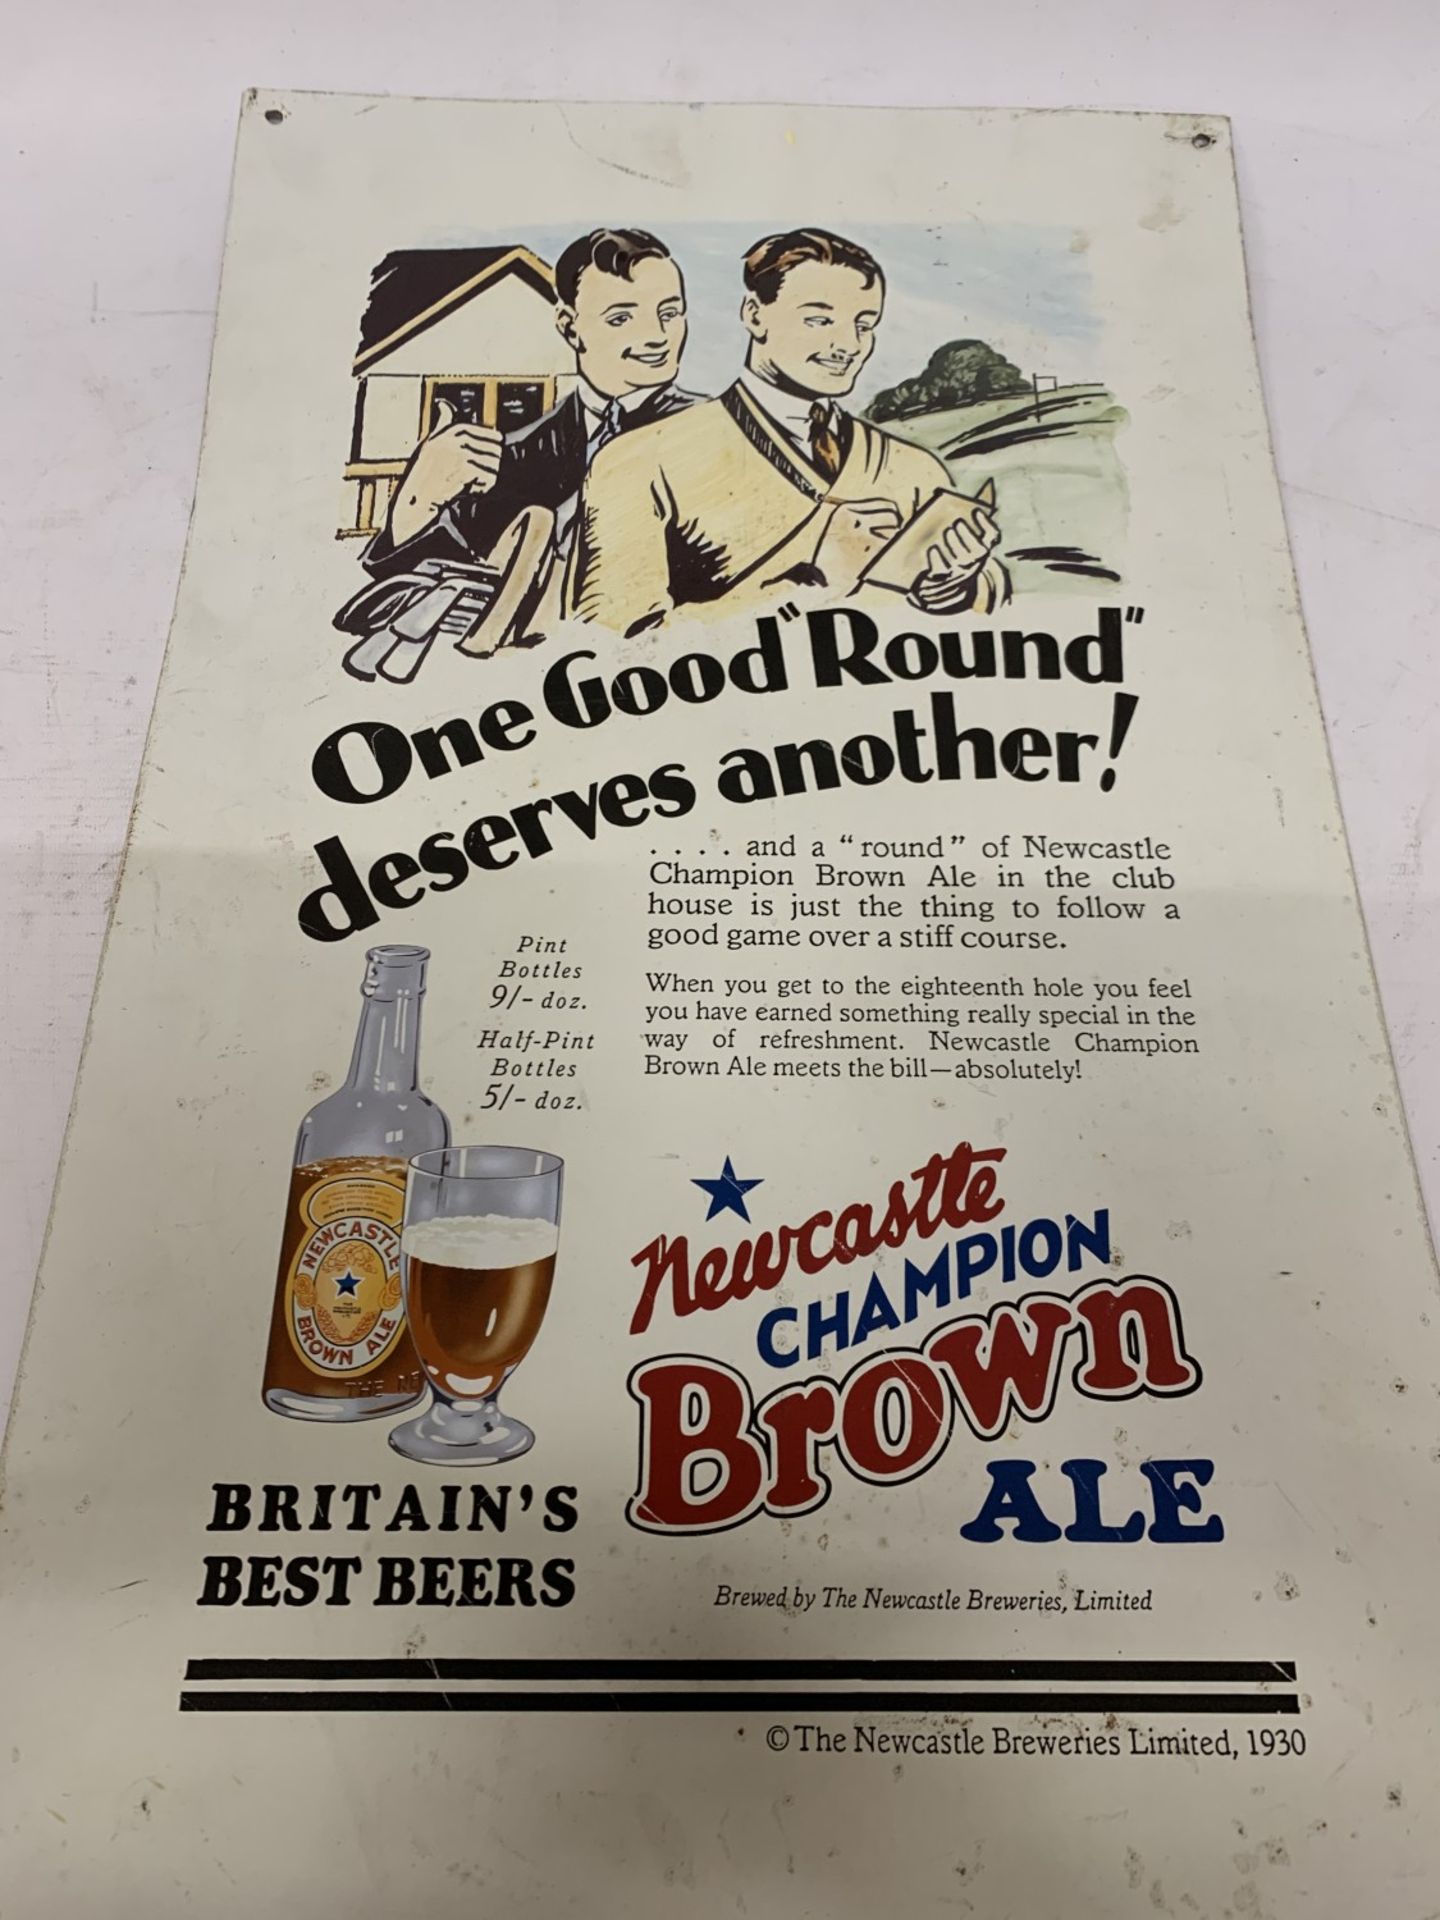 One Good "Round"
deserves another!
. . . . and a "round" of Newcastle
Champion Brown Ale in the club
house is just the thing to follow a
good game over a stiff course.
When you get to the eighteenth hole you feel
you have earned something really special in the
way of refreshment. Newcastle Champion
Brown Ale meets the bill—absolutely!
Pint
Bottles
9/- doz.
Half-Pint
Bottles
5/- doz.
NEWCASTLE
BROWN ALE
THE NE
Newcastle
CHAMPION
Brown
ALE
BRITAIN'S
BEST BEERS
Brewed by The Newcastle Breweries, Limited
© The Newcastle Breweries Limited, 1930